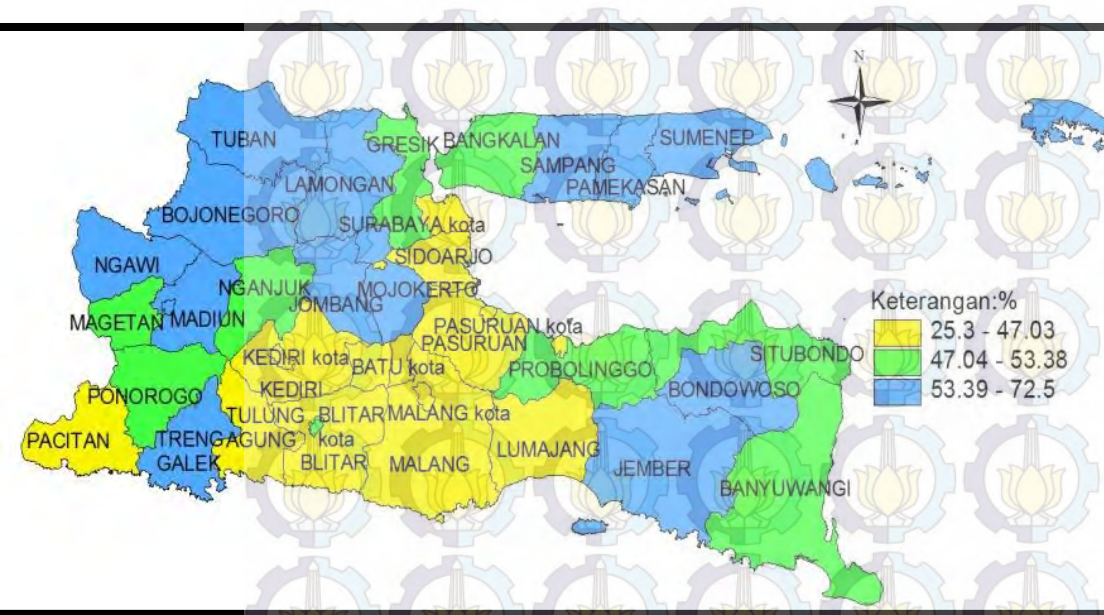 N
TUBAN
GRESIK
BANGKALAN
SUMENEP
SAMPANG
LAMONGAN
PAMEKASAN
BOJONEGORO
SURABAYA kota
SIDOARJO
NGAWI
NGANJUK
MOJOKERTO
JOMBANG
MAGETAN
MADIUN
PASURUAN kota
PASURUAN
KEDIRI kota
BATU kota
PROBOLINGGO
SITUBONDO
PONOROGO
KEDIRI
BONDOWOSO
TULUNG
AGUNG
BLITAR
kota
MALANG kota
PACITAN
TRENG
GALEK
BLITAR
MALANG
LUMAJANG
JEMBER
BANYUWANGI
Keterangan:%
25.3 - 47.03
47.04 - 53.38
53.39 - 72.5